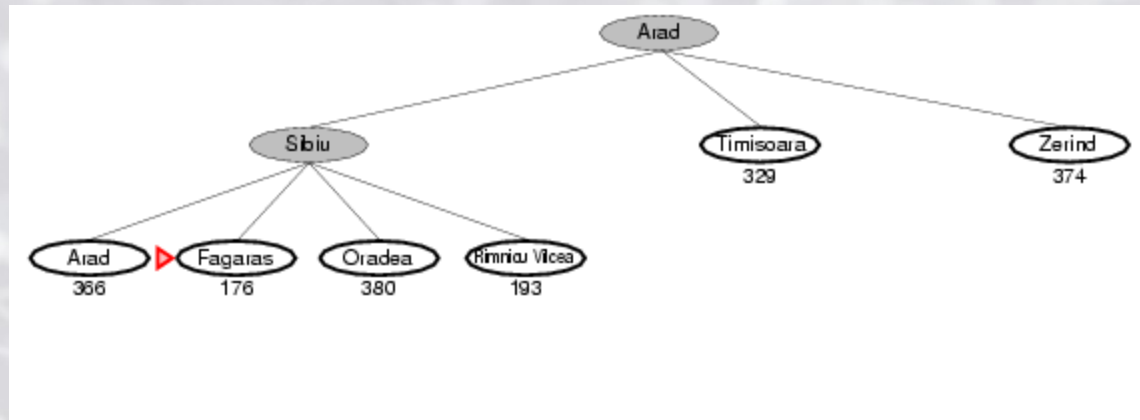 Arad
Sibiu
Timisoara
Zerind
329
374
Arad
Fagaras
Oradea
Rimnicu Vilcea
366
176
380
193